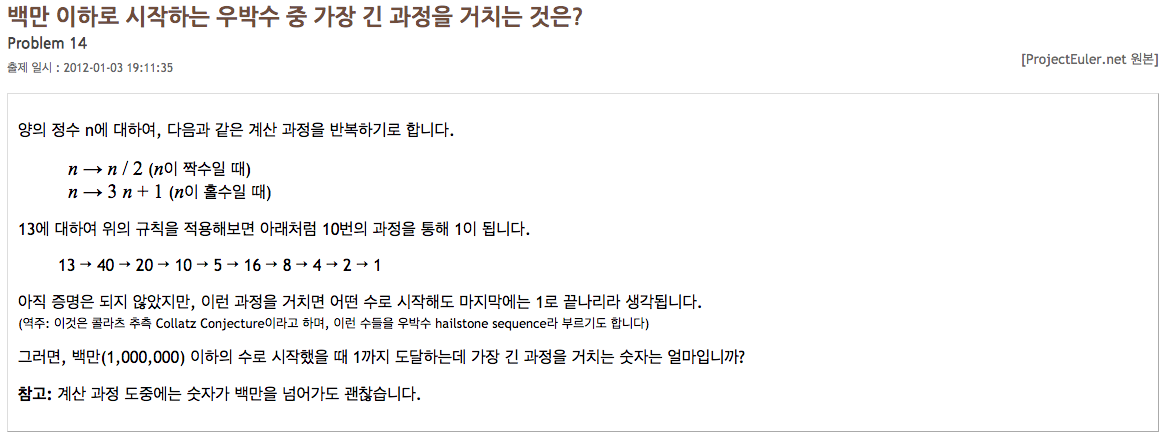 백만 이하로 시작하는 우박수 중 가장 긴 과정을 거치는 것은?
Problem 14
출제 일시 : 2012-01-03 19:11:35
[ProjectEuler.net 원본]
양의 정수 n에 대하여, 다음과 같은 계산 과정을 반복하기로 합니다.
n → n / 2 (n이 짝수일 때)
n → 3 n + 1 (n이 홀수일 때)
13에 대하여 위의 규칙을 적용해보면 아래처럼 10번의 과정을 통해 1이 됩니다.
13 → 40 → 20 → 10 → 5 → 16 → 8 → 4 → 2 → 1
아직 증명은 되지 않았지만, 이런 과정을 거치면 어떤 수로 시작해도 마지막에는 1로 끝나리라 생각됩니다.
(역주: 이것은 콜라츠 추측 Collatz Conjecture이라고 하며, 이런 수들을 우박수 hailstone sequence라 부르기도 합니다)
그러면, 백만(1,000,000) 이하의 수로 시작했을 때 1까지 도달하는데 가장 긴 과정을 거치는 숫자는 얼마입니까?
참고: 계산 과정 도중에는 숫자가 백만을 넘어가도 괜찮습니다.